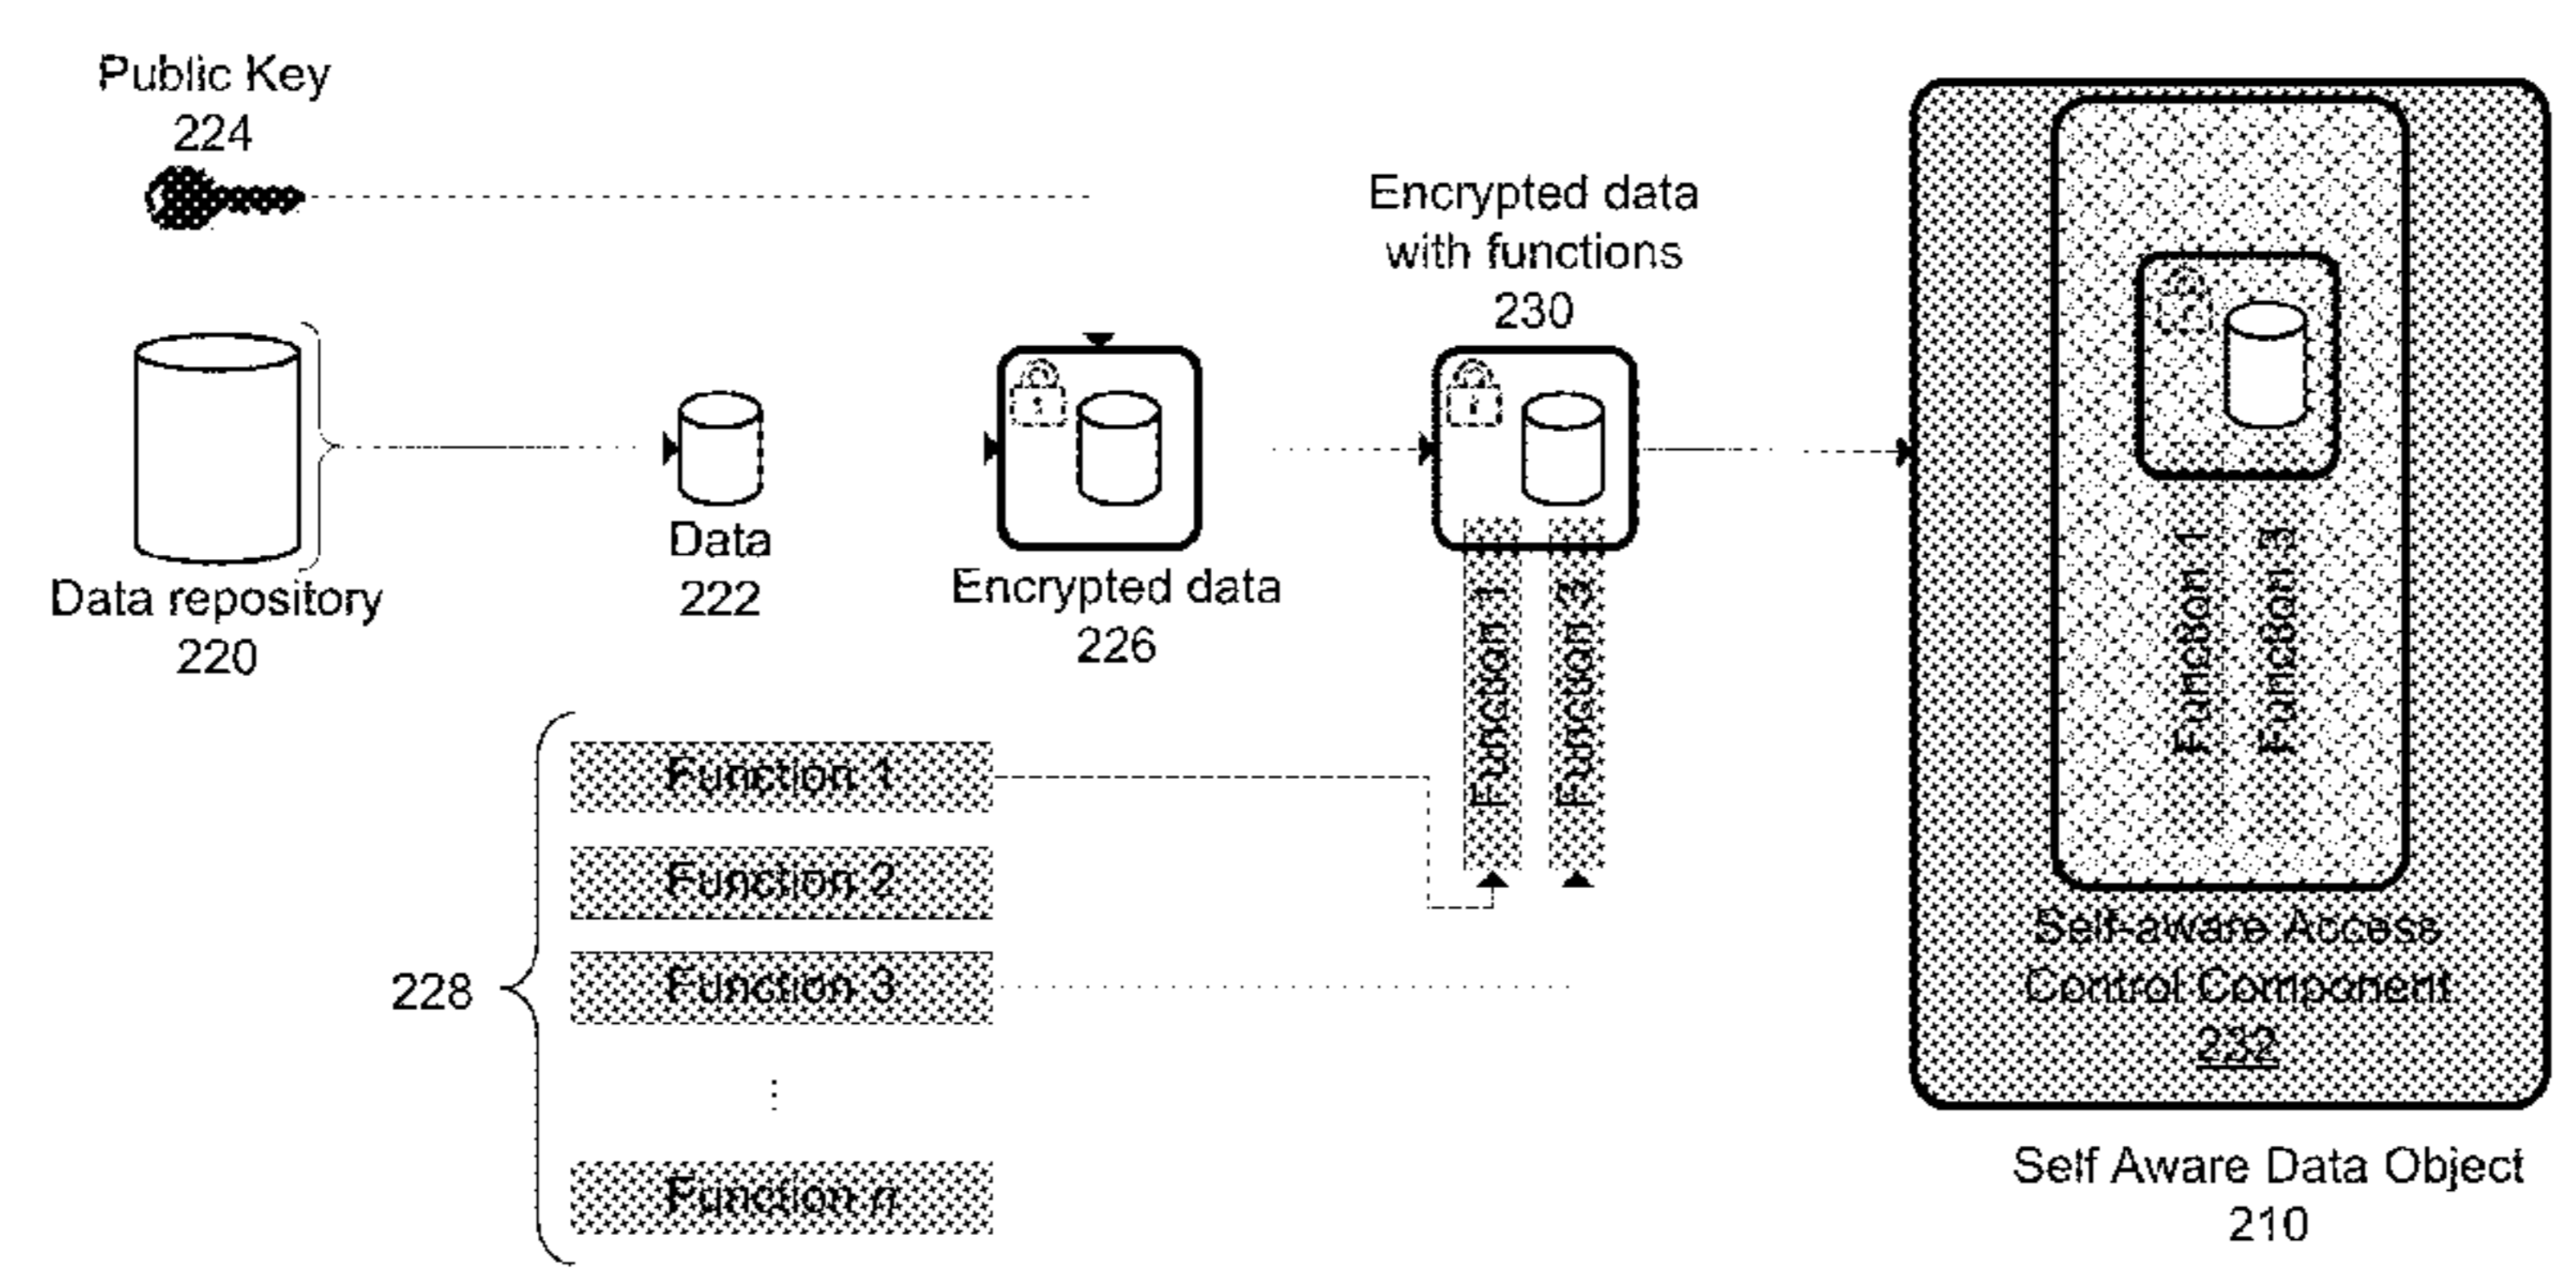 Public Key
224
Encrypted data
with functions
230
Data repository
220
Data
222
Encrypted data
226
Function 1
Function 3
Function 1
Function 3
228
Function 1
Function 2
Function 3
⋮
Function n
Self-aware Access
Control Component
232
Self Aware Data Object
210